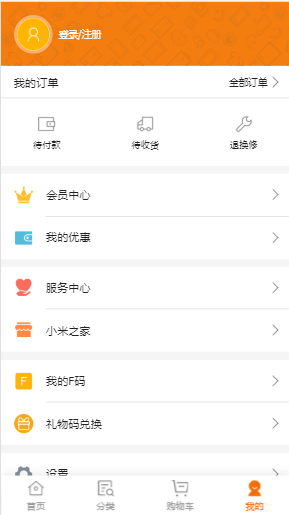 登录/注册
我的订单 全部订单
待付款 待收货 退换修
会员中心
我的优惠
服务中心
小米之家
F 我的F码
礼物码兑换
设置
首页 分类 购物车 我的